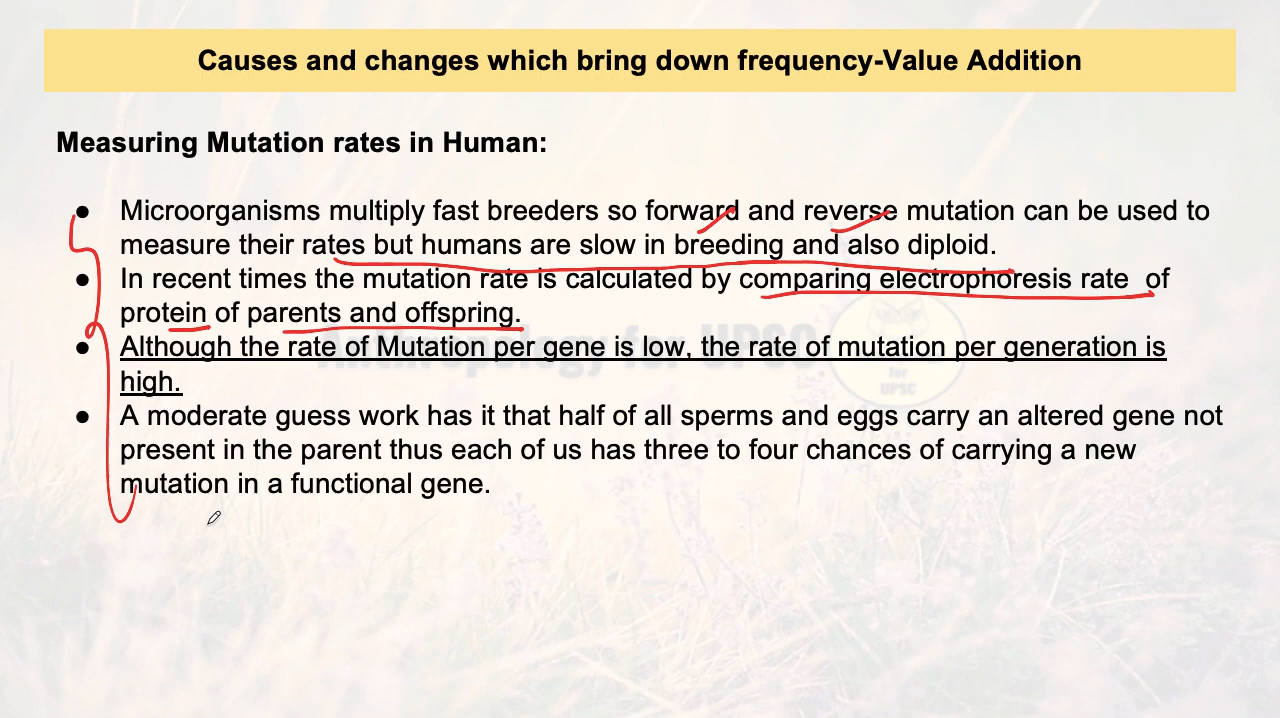 Causes and changes which bring down frequency-Value Addition
Measuring Mutation rates in Human:
● Microorganisms multiply fast breeders so forward and reverse mutation can be used to
measure their rates but humans are slow in breeding and also diploid.
● In recent times the mutation rate is calculated by comparing electrophoresis rate of
protein of parents and offspring.
● Although the rate of Mutation per gene is low, the rate of mutation per generation is
high.
● A moderate guess work has it that half of all sperms and eggs carry an altered gene not
present in the parent thus each of us has three to four chances of carrying a new
mutation in a functional gene.
Anthropology for UPSC
for
UPSC